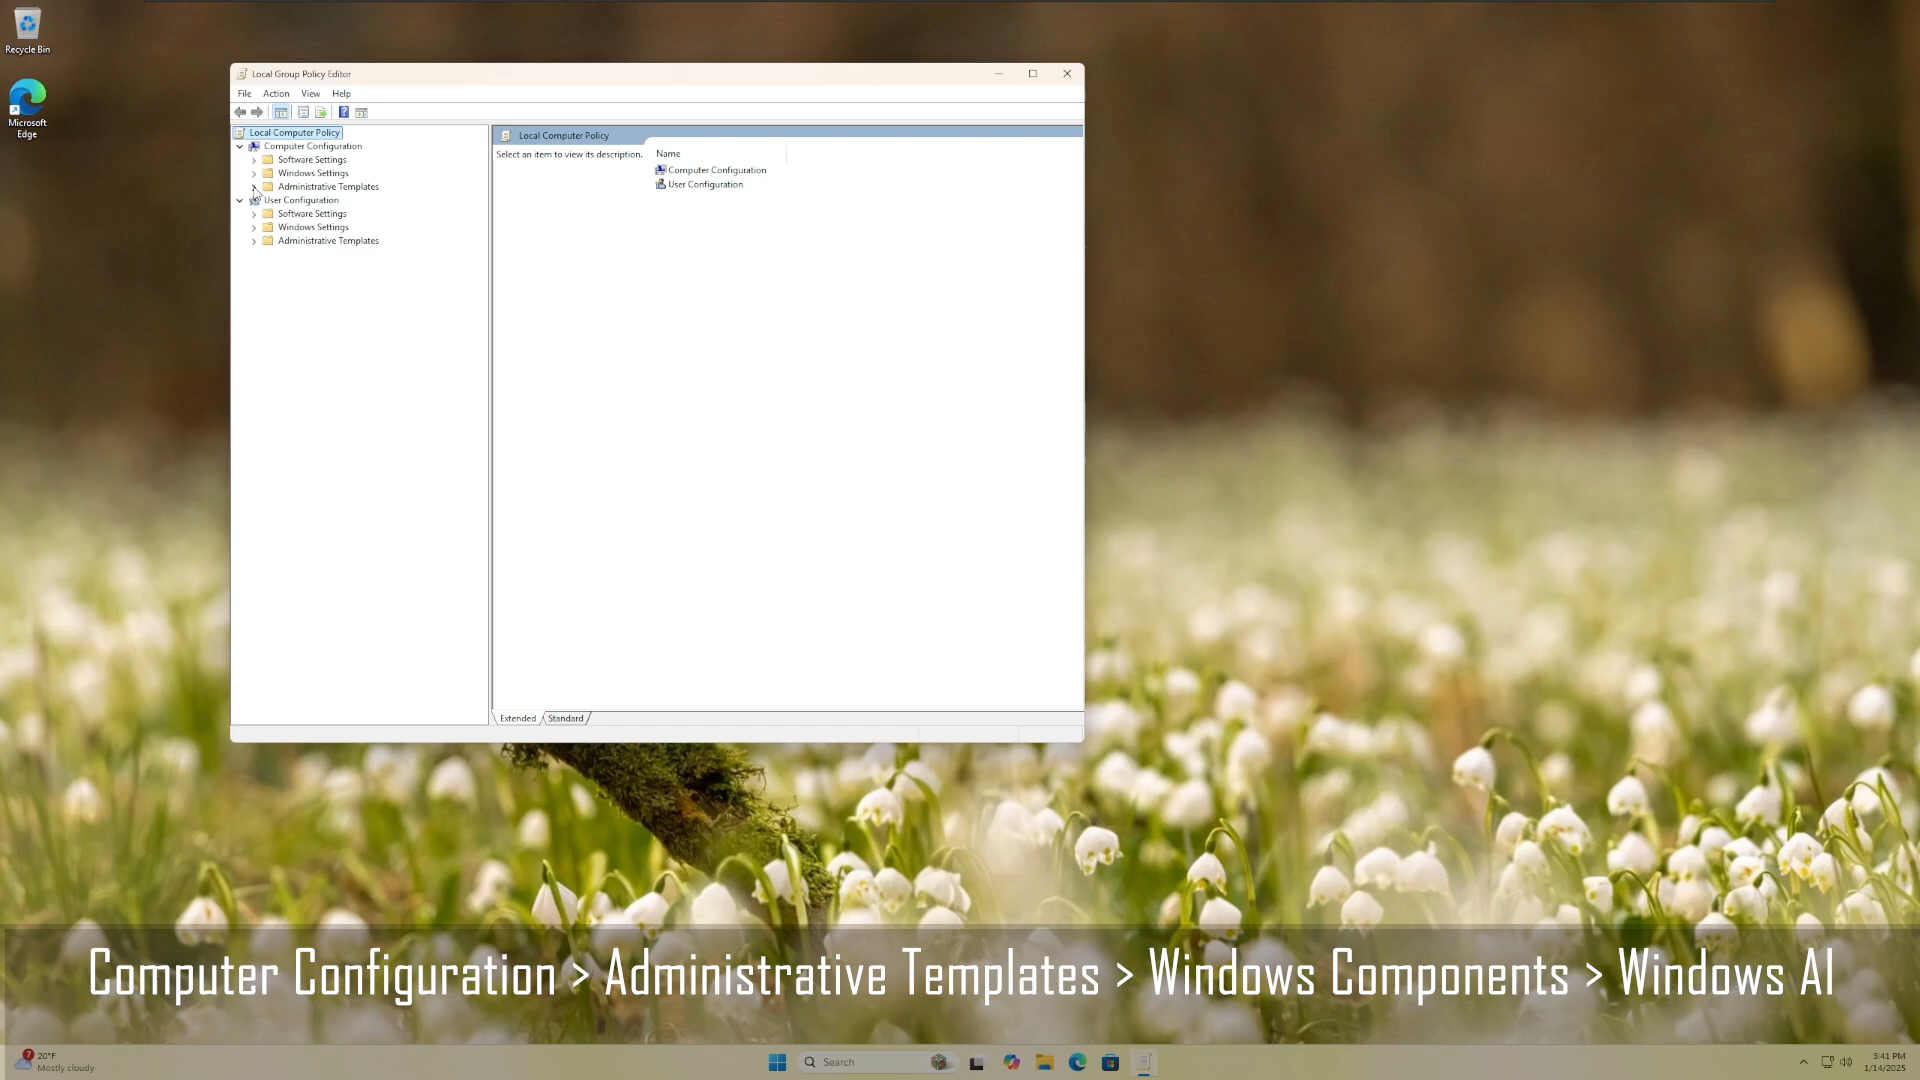 Recycle Bin
Microsoft
Edge
Local Group Policy Editor
File Action View Help
Local Computer Policy
Computer Configuration
Software Settings
Windows Settings
Administrative Templates
User Configuration
Software Settings
Windows Settings
Administrative Templates
Local Computer Policy
Select an item to view its description.
Name
Computer Configuration
User Configuration
Extended Standard
Computer Configuration > Administrative Templates > Windows Components > Windows AI
7
20°F
Mostly cloudy
Search
3:41 PM
1/14/2025